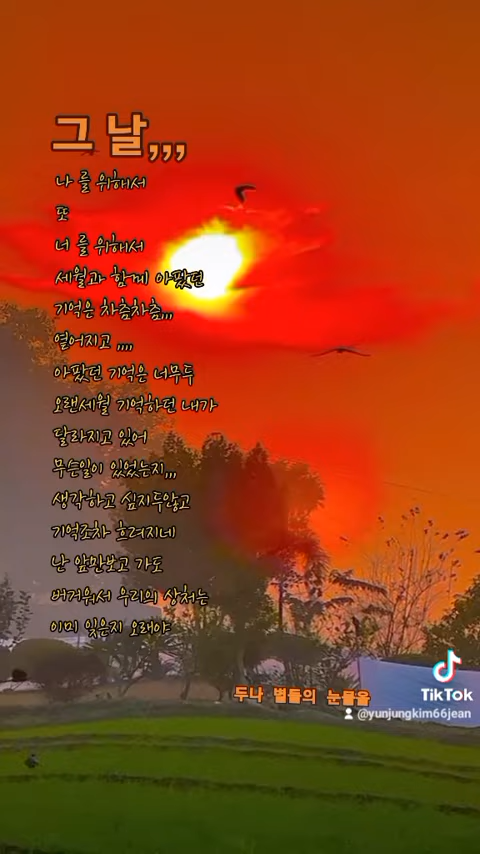 그 날,,,
나 를 위해서
또
너 를 위해서
세월과 함께 아팠던
기억은 차츰차츰,,,
옅어지고 ,,,,
아팠던 기억은 너무두
오랜세월 기억하던 내가
달라지고 있어
무슨일이 있었는지,,,
생각하고 싶지두않고
기억조차 흐려지네
난 앞만보고 가도
버거워서 우리의 상처는
이미 잊은지 오래야
두나 별들의 눈물을
TikTok
@yunjungkim66jean